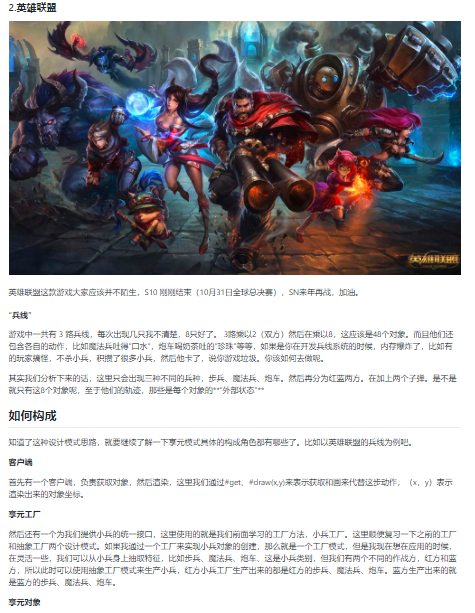 2.英雄联盟
英雄联盟
英雄联盟这款游戏大家应该并不陌生，S10 刚刚结束（10月31日全球总决赛），SN来年再战，加油。
“兵线”
游戏中一共有 3 路兵线，每次出现几只我不清楚，8只好了。 3路乘以2（双方）然后在乘以8，这应该是48个对象。而且他们还
包含各自的动作，比如魔法兵吐得“口水”，炮车喝奶茶吐的“珍珠”等等，如果是你在开发兵线系统的时候，内存爆炸了，比如有
的玩家搞怪，不杀小兵，积攒了很多小兵，然后他卡了，说你游戏垃圾。你该如何去做呢。
其实我们分析下来的话，这里只会出现三种不同的兵种，步兵、魔法兵、炮车。然后再分为红蓝两方。在加上两个子弹。是不是
就只有这8个对象呢，至于他们的轨迹，那些是每个对象的**“外部状态”**
如何构成
知道了这种设计模式思路，就要继续了解一下享元模式具体的构成角色都有哪些了。比如以英雄联盟的兵线为例吧。
客户端
首先有一个客户端，负责获取对象，然后渲染，这里我们通过#get、#draw(x,y)来表示获取和画来代替这步动作，（x，y）表示
渲染出来的对象坐标。
享元工厂
然后还有一个为我们提供小兵的统一接口，这里使用的就是我们前面学习的工厂方法，小兵工厂。这里顺便复习一下之前的工厂
和抽象工厂两个设计模式。如果我通过一个工厂来实现小兵对象的创建，那么就是一个工厂模式，但是我现在想在应用的时候，
在灵活一些，我们可以从小兵身上抽取特征，比如步兵、魔法兵、炮车，这是小兵类别，但我们有两个不同的作战方，红方和蓝
方，所以此时可以使用抽象工厂模式来生产小兵，红方小兵工厂生产出来的都是红方的步兵、魔法兵、炮车。蓝方生产出来的就
是蓝方的步兵、魔法兵、炮车。
享元对象